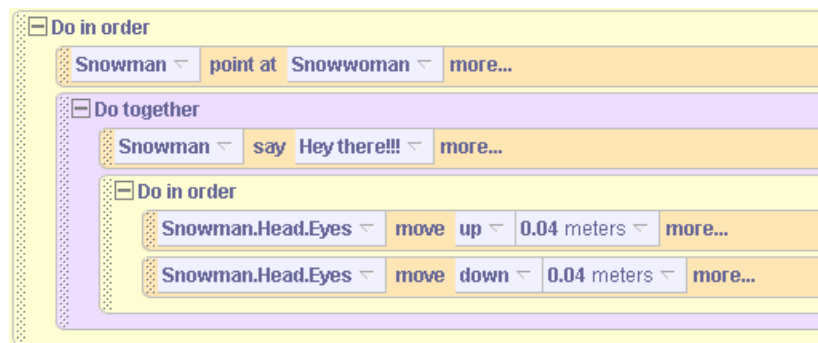 Do in order
Snowman point at Snowwoman more...
Do together
Snowman say Hey there!!! more...
Do in order
Snowman.Head.Eyes move up 0.04 meters more...
Snowman.Head.Eyes move down 0.04 meters more...